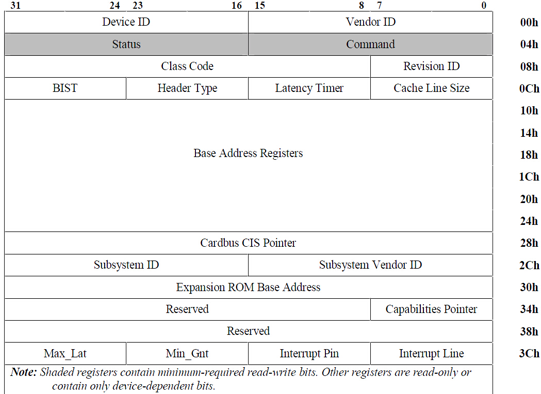 31 24 23 16 15 8 7 0
Device ID Vendor ID 00h
Status Command 04h
Class Code Revision ID 08h
BIST Header Type Latency Timer Cache Line Size 0Ch
10h
14h
Base Address Registers 18h
1Ch
20h
24h
Cardbus CIS Pointer 28h
Subsystem ID Subsystem Vendor ID 2Ch
Expansion ROM Base Address 30h
Reserved Capabilities Pointer 34h
Reserved 38h
Max_Lat Min_Gnt Interrupt Pin Interrupt Line 3Ch
Note: Shaded registers contain minimum-required read-write bits. Other registers are read-only or
contain only device-dependent bits.